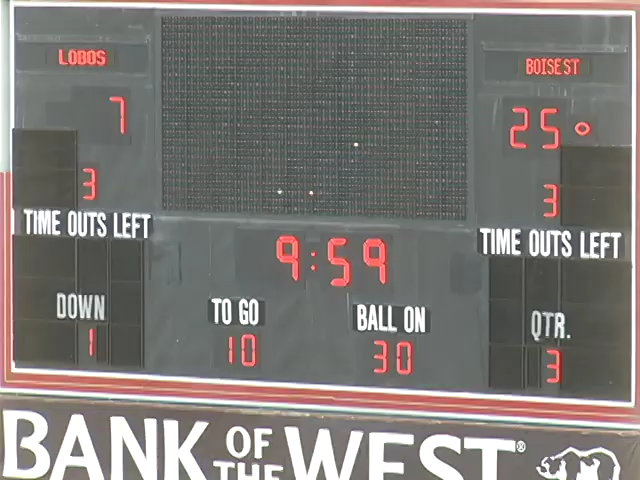 LOBOS
BOISEST
7
25
3
3
TIME OUTS LEFT
TIME OUTS LEFT
9:59
DOWN
TO GO
BALL ON
QTR.
1
10
30
3
BANK OF THE WEST®